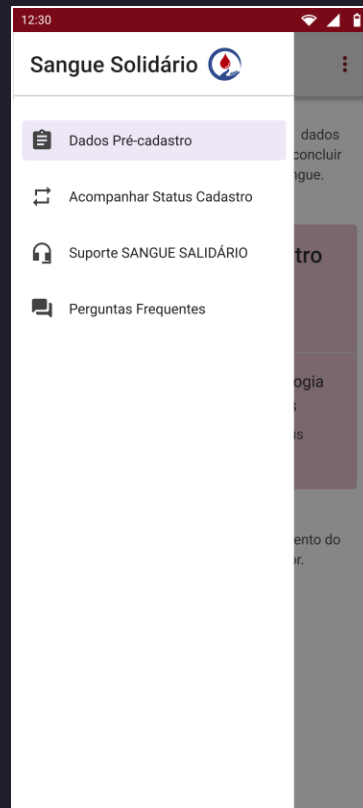 12:30
Sangue Solidário
dados
concluir
ngue.
Dados Pré-cadastro
tro
Acompanhar Status Cadastro
Suporte SANGUE SALIDÁRIO
Perguntas Frequentes
ogia
s
as
ento do
or.